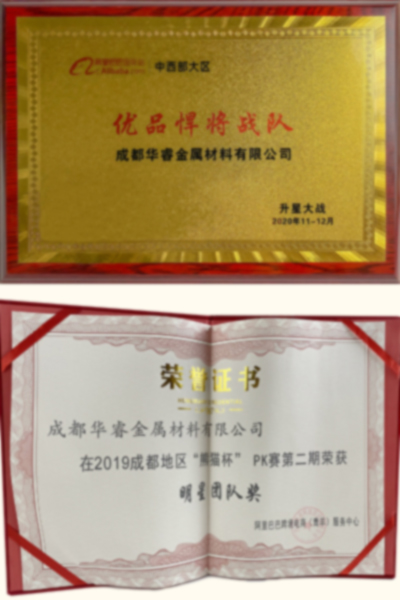 中西部大区
优品悍将战队
成都华睿金属材料有限公司
升星大战
2020年11-12月
荣誉证书
成都华睿金属材料有限公司
在2019成都地区“熊猫杯” PK赛第二期荣获
明星团队奖
服务中心